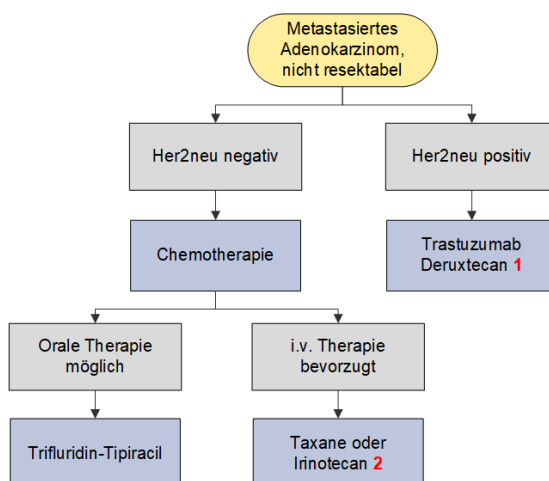 Metastasiertes
Adenokarzinom,
nicht resektabel
Her2neu negativ
Her2neu positiv
Chemotherapie
Trastuzumab
Deruxtecan 1
Orale Therapie
möglich
i.v. Therapie
bevorzugt
Trifluridin-Tipiracil
Taxane oder
Irinotecan 2